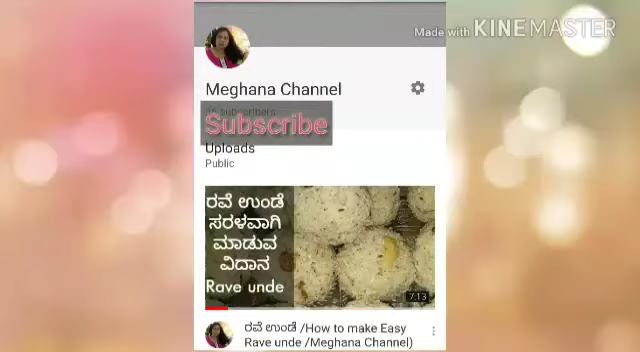 Made with KINEMASTER
Meghana Channel
subscribers
Subscribe
Uploads
Public
ರವೆ ಉಂಡೆ
ಸರಳವಾಗಿ
ಮಾಡುವ
ವಿಧಾನ
Rave unde
7:13
ರವೆ ಉಂಡೆ /How to make Easy
Rave unde /Meghana Channel)